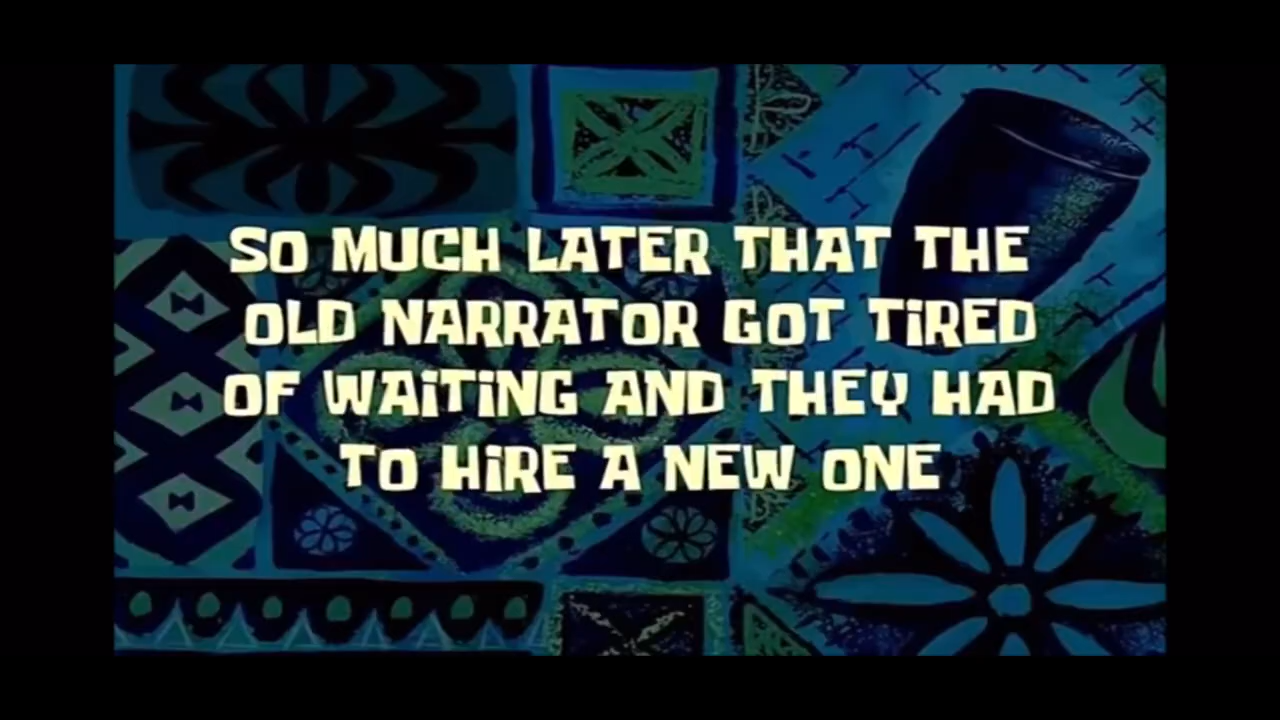 SO MUCH LATER THAT THE
OLD NARRATOR GOT TiRED
OF WAiTiNG AND THEY HAD
TO HiRE A NEW ONE